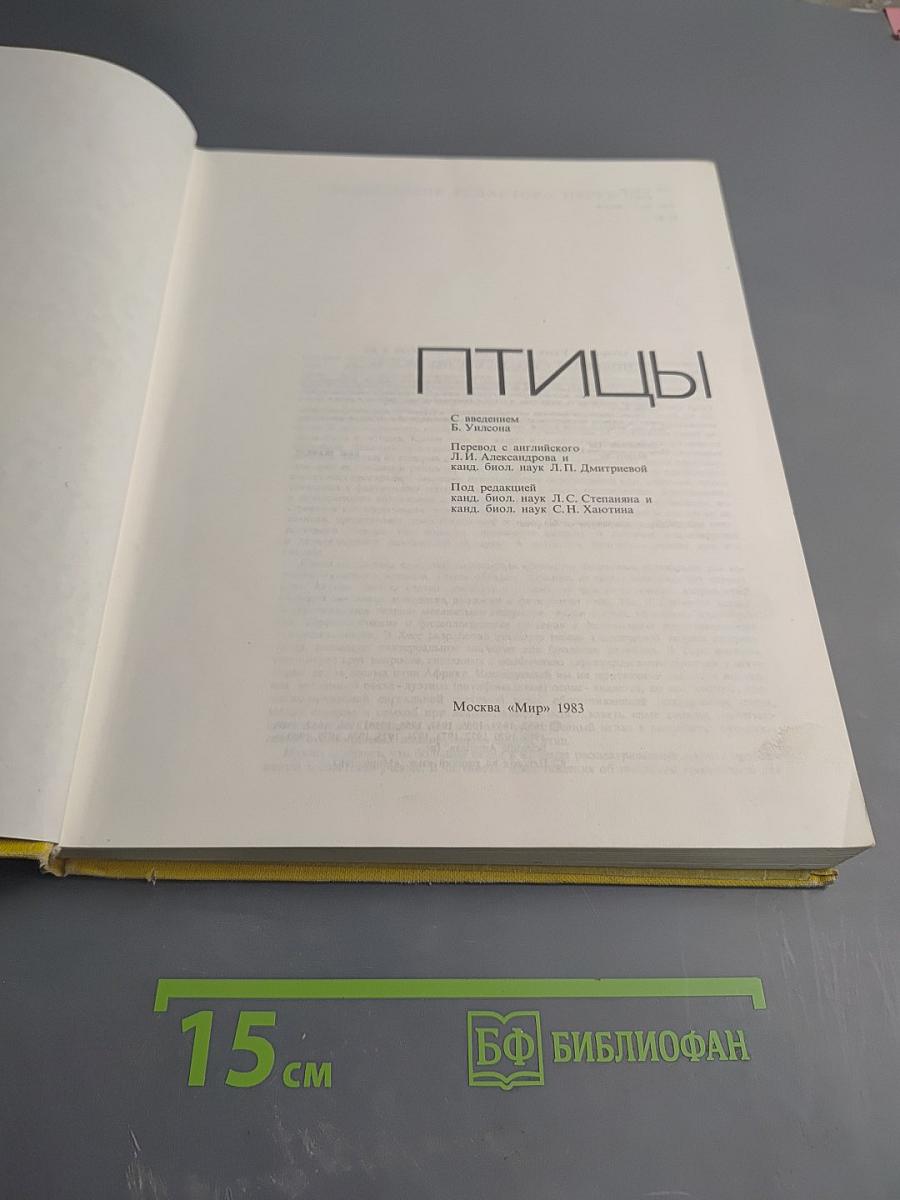 ПТИЦЫ
С введением
Б. Уилсона
Перевод с английского
Л. И. Александрова и
канд. биол. наук Л. П. Дмитриевой
Под редакцией
канд. биол. наук Л. С. Степаняна и
канд. биол. наук С. Н. Хаютина
Москва «Мир» 1983
15 см
БФ БИБЛИОФАН